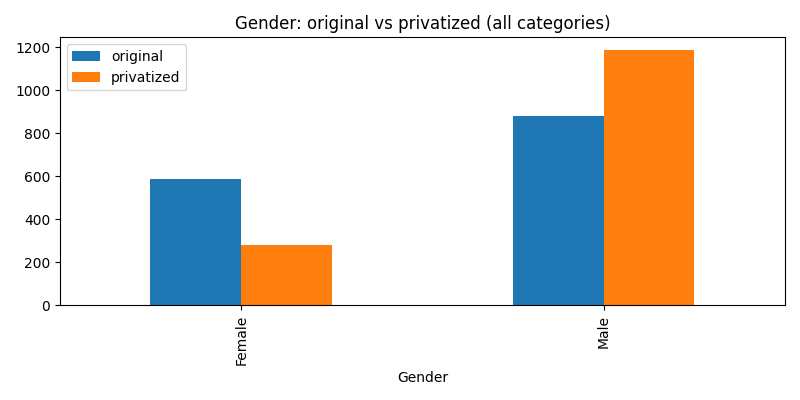 Gender: original vs privatized (all categories)
original
privatized
1200
1000
800
600
400
200
0
Female
Male
Gender